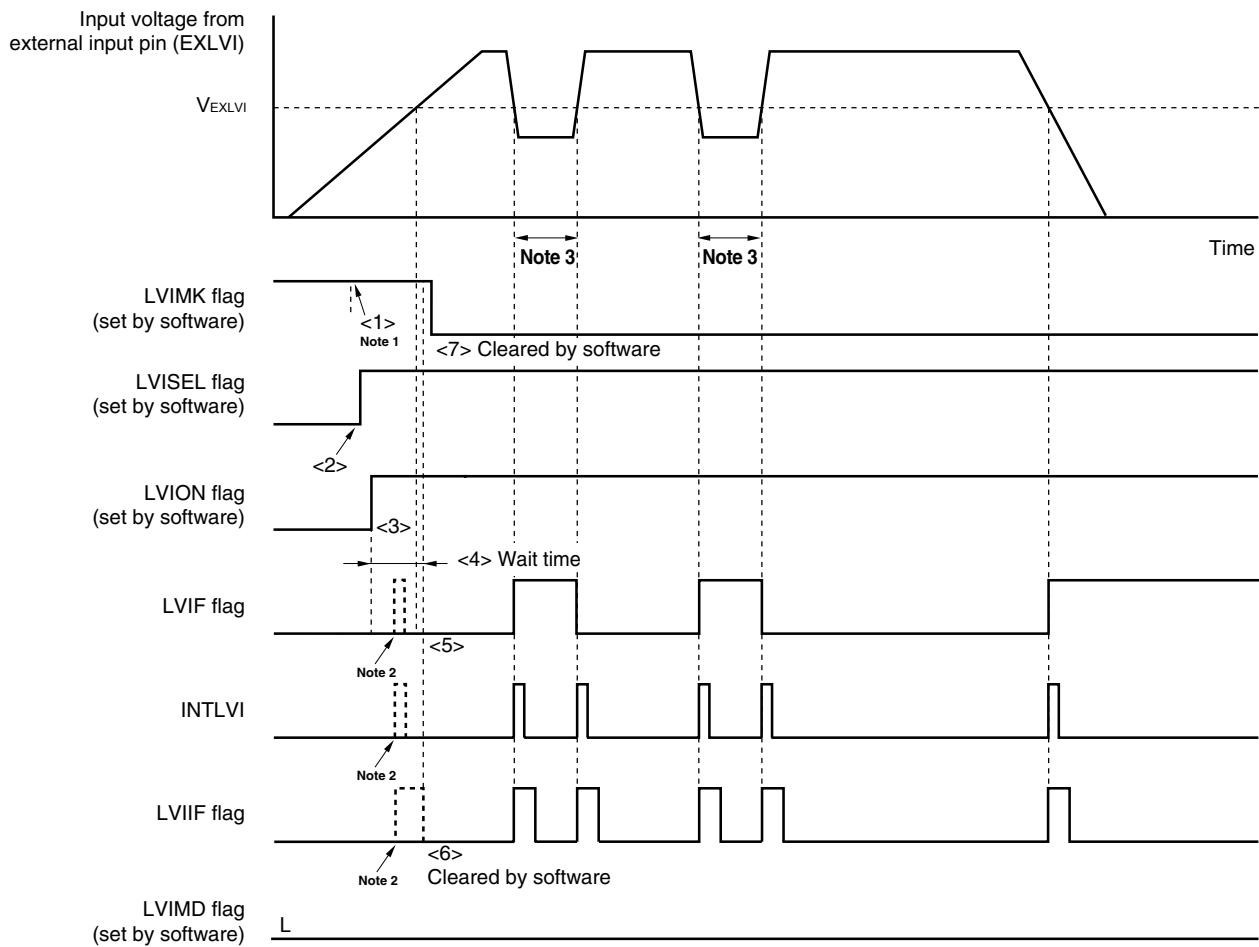 Input voltage from
external input pin (EXLVI)
VEXLVI
Time
Note 3
Note 3
LVIMK flag
(set by software)
<1>
Note 1
<7> Cleared by software
LVISEL flag
(set by software)
<2>
LVION flag
(set by software)
<3>
<4> Wait time
LVIF flag
<5>
Note 2
INTLVI
Note 2
LVIIF flag
<6>
Note 2
Cleared by software
LVIMD flag
(set by software)
L